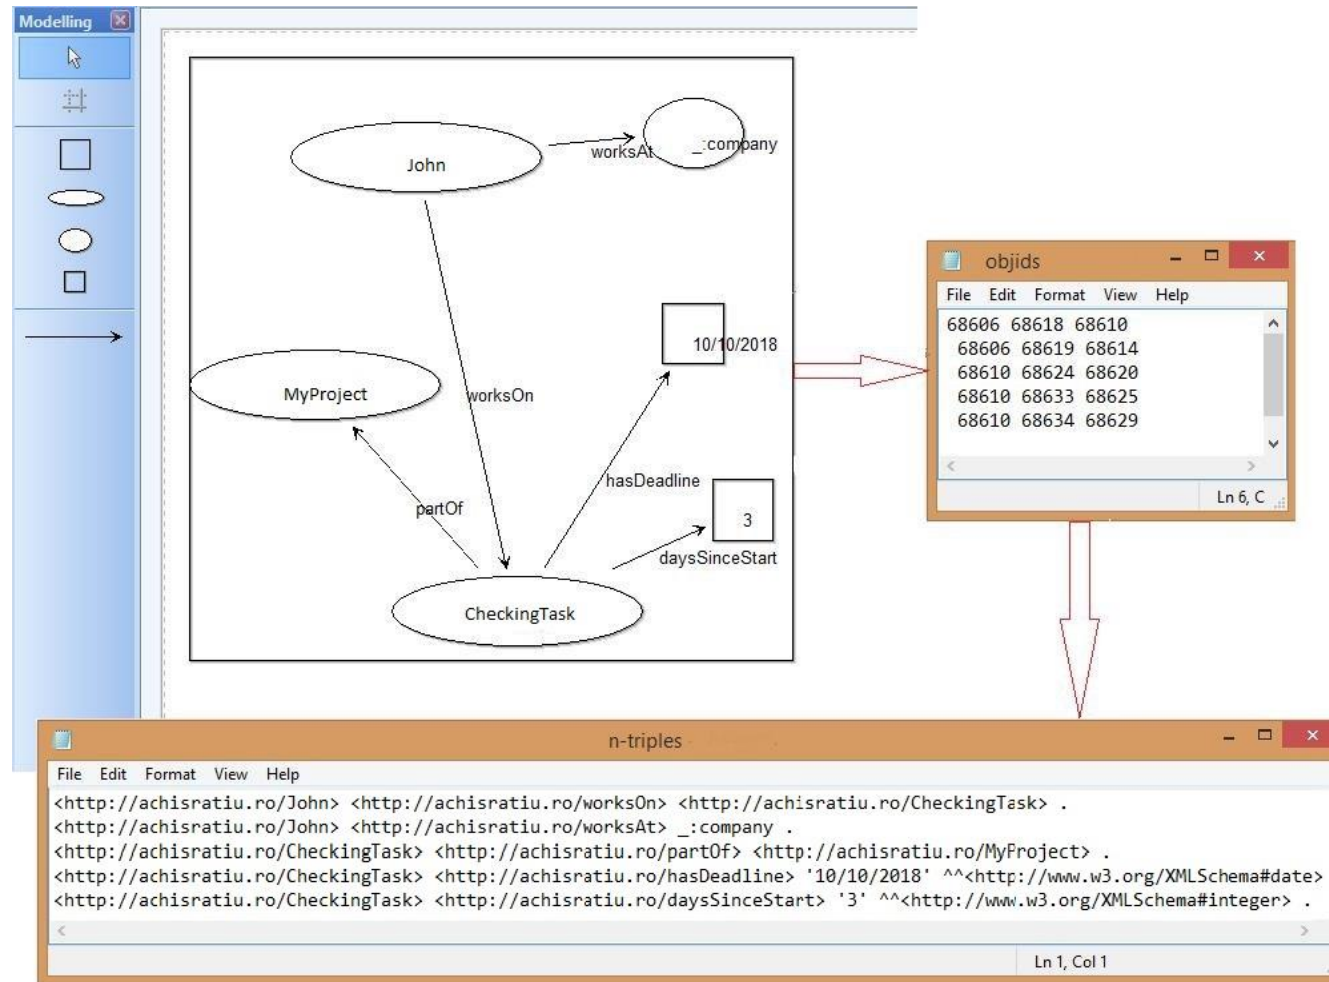 Modelling
John
worksAt
_:company
10/10/2018
MyProject
worksOn
hasDeadline
partOf
3
daysSinceStart
CheckingTask
objids
File Edit Format View Help
68606 68618 68610
68606 68619 68614
68610 68624 68620
68610 68633 68625
68610 68634 68629
Ln 6, C
n-triples
File Edit Format View Help
<http://achisratiu.ro/John> <http://achisratiu.ro/worksOn> <http://achisratiu.ro/CheckingTask> .
<http://achisratiu.ro/John> <http://achisratiu.ro/worksAt> _:company .
<http://achisratiu.ro/CheckingTask> <http://achisratiu.ro/partOf> <http://achisratiu.ro/MyProject> .
<http://achisratiu.ro/CheckingTask> <http://achisratiu.ro/hasDeadline> '10/10/2018' ^^<http://www.w3.org/XMLSchema#date>
<http://achisratiu.ro/CheckingTask> <http://achisratiu.ro/daysSinceStart> '3' ^^<http://www.w3.org/XMLSchema#integer> .
Ln 1, Col 1